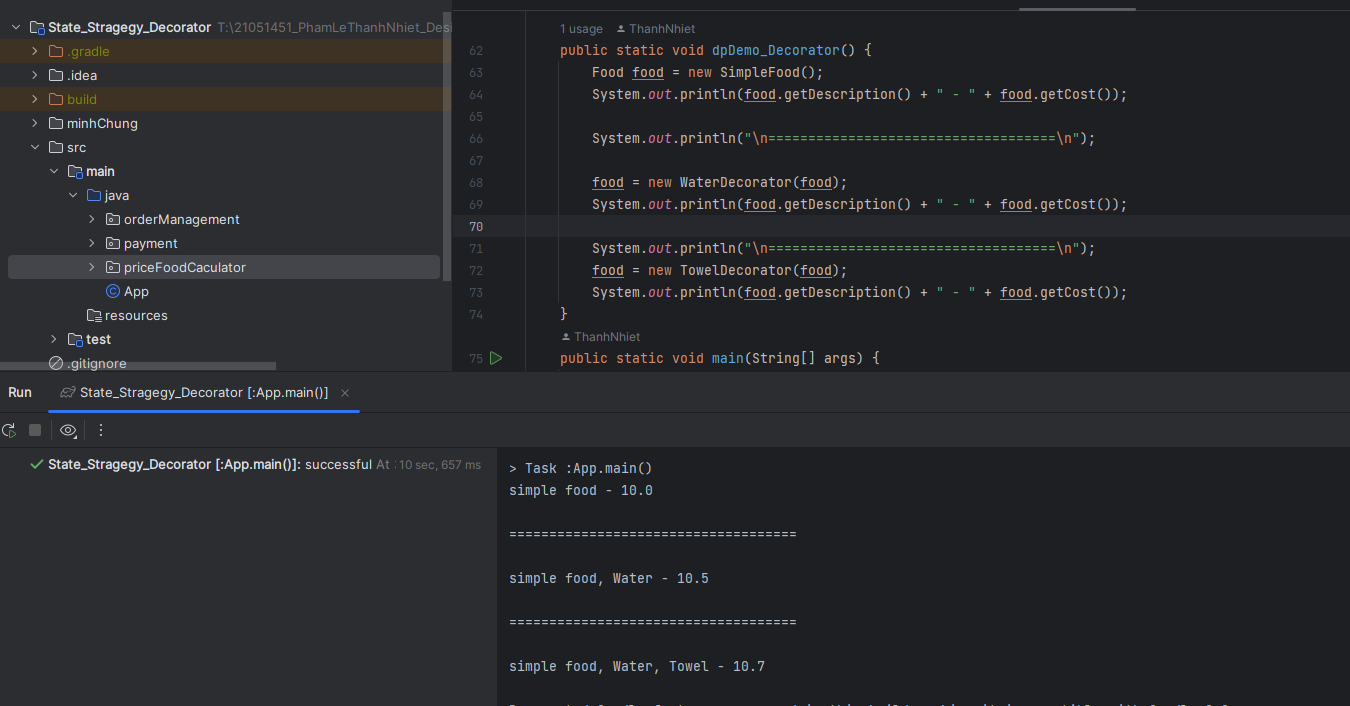 State_Stragegy_Decorator T:\21051451_PhamLeThanhNhiet_Desi
.gradle
.idea
build
minhChung
src
main
java
orderManagement
payment
priceFoodCaculator
App
resources
test
.gitignore
1 usage ThanhNhiet
62 public static void dpDemo_Decorator() {
63 Food food = new SimpleFood();
64 System.out.println(food.getDescription() + " - " + food.getCost());
65
66 System.out.println("\n====================================\n");
67
68 food = new WaterDecorator(food);
69 System.out.println(food.getDescription() + " - " + food.getCost());
70
71 System.out.println("\n====================================\n");
72 food = new TowelDecorator(food);
73 System.out.println(food.getDescription() + " - " + food.getCost());
74 }
ThanhNhiet
75 public static void main(String[] args) {
Run State_Stragegy_Decorator [:App.main()]
State_Stragegy_Decorator [:App.main()]: successful At 10 sec, 657 ms
> Task :App.main()
simple food - 10.0
====================================
simple food, Water - 10.5
====================================
simple food, Water, Towel - 10.7